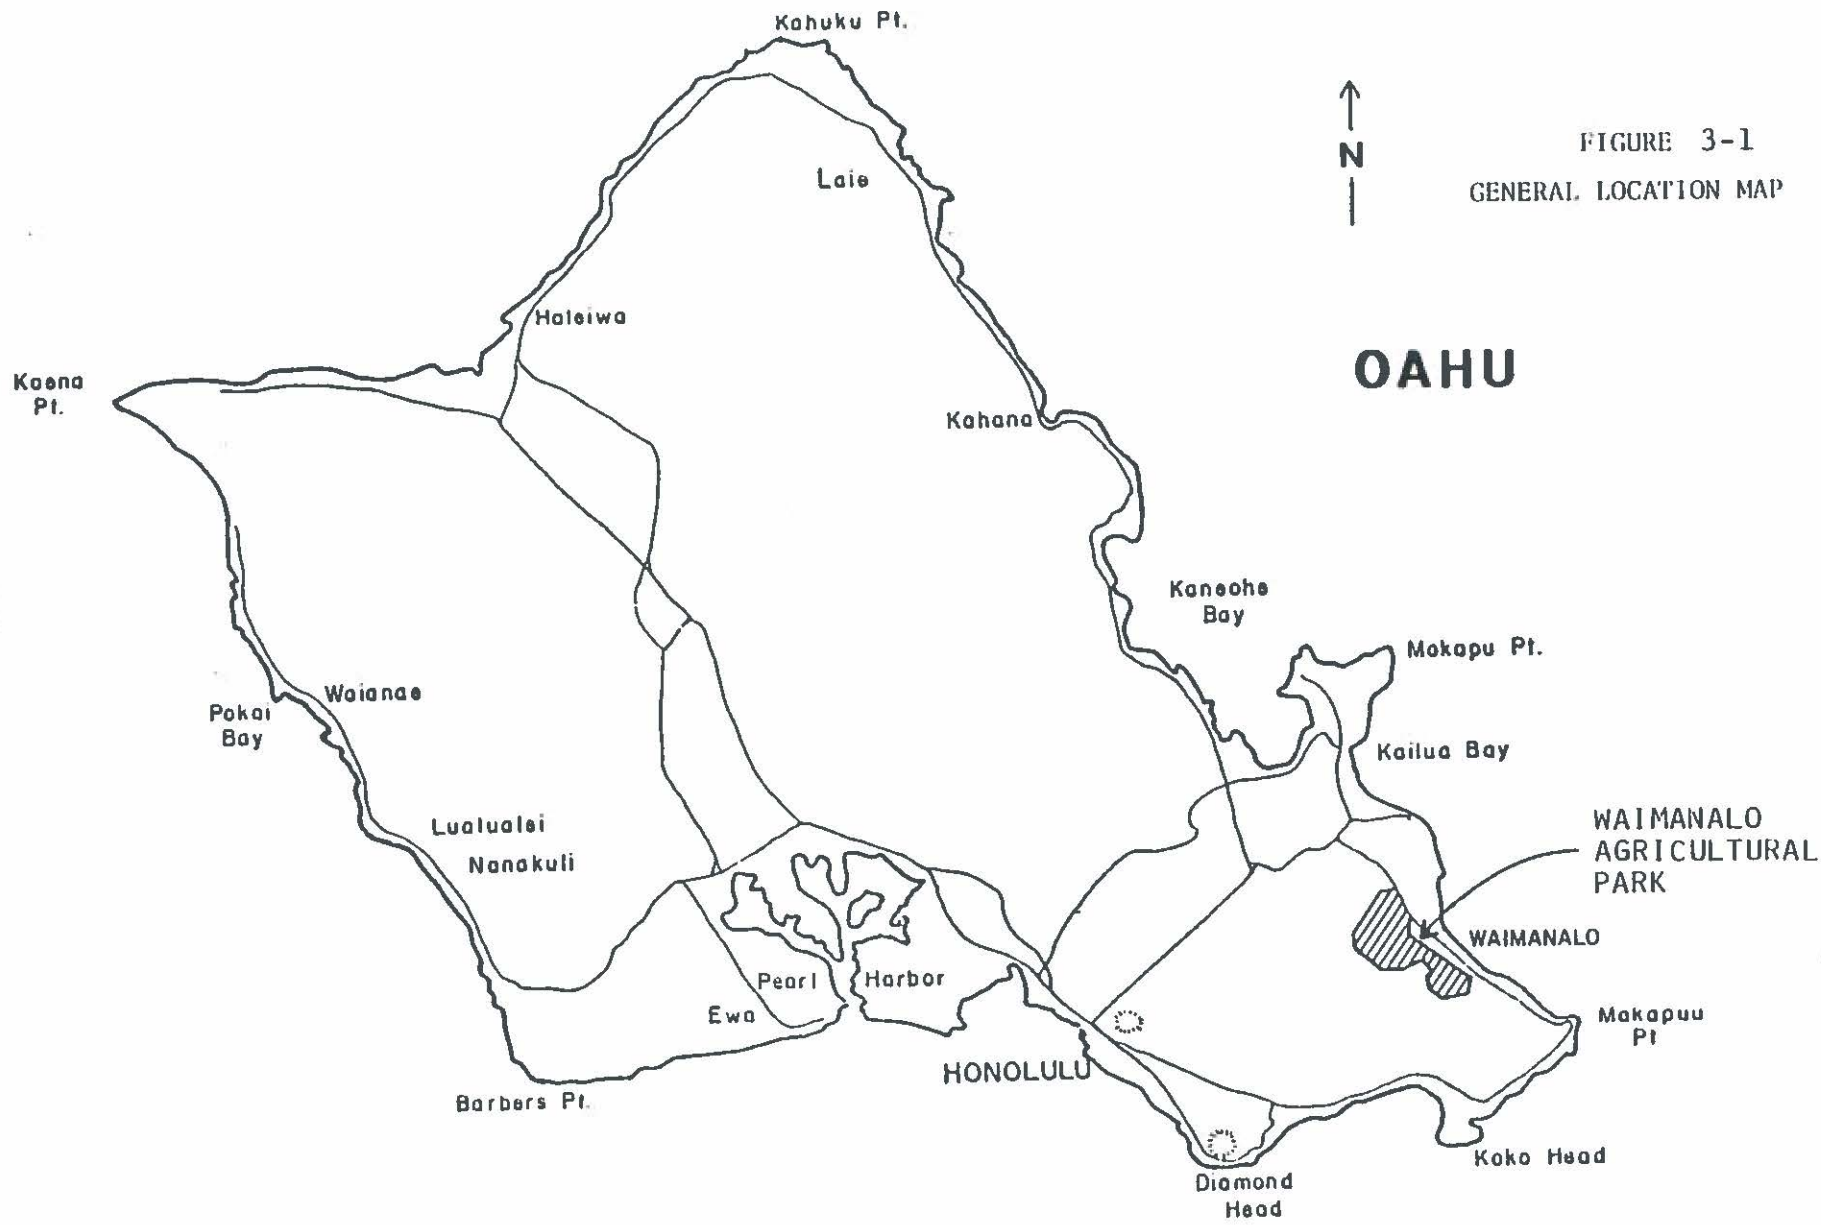 Kahuku Pt.
FIGURE 3-1
GENERAL LOCATION MAP
N
Laie
Haleiwa
OAHU
Kaena
Pt.
Kahana
Kaneohe
Bay
Mokapu Pt.
Waianae
Pokai
Bay
Kailua Bay
Lualualei
Nanakuli
WAIMANALO
AGRICULTURAL
PARK
WAIMANALO
Pearl Harbor
Ewa
Makapuu
Pt
HONOLULU
Barbers Pt.
Koko Head
Diamond
Head